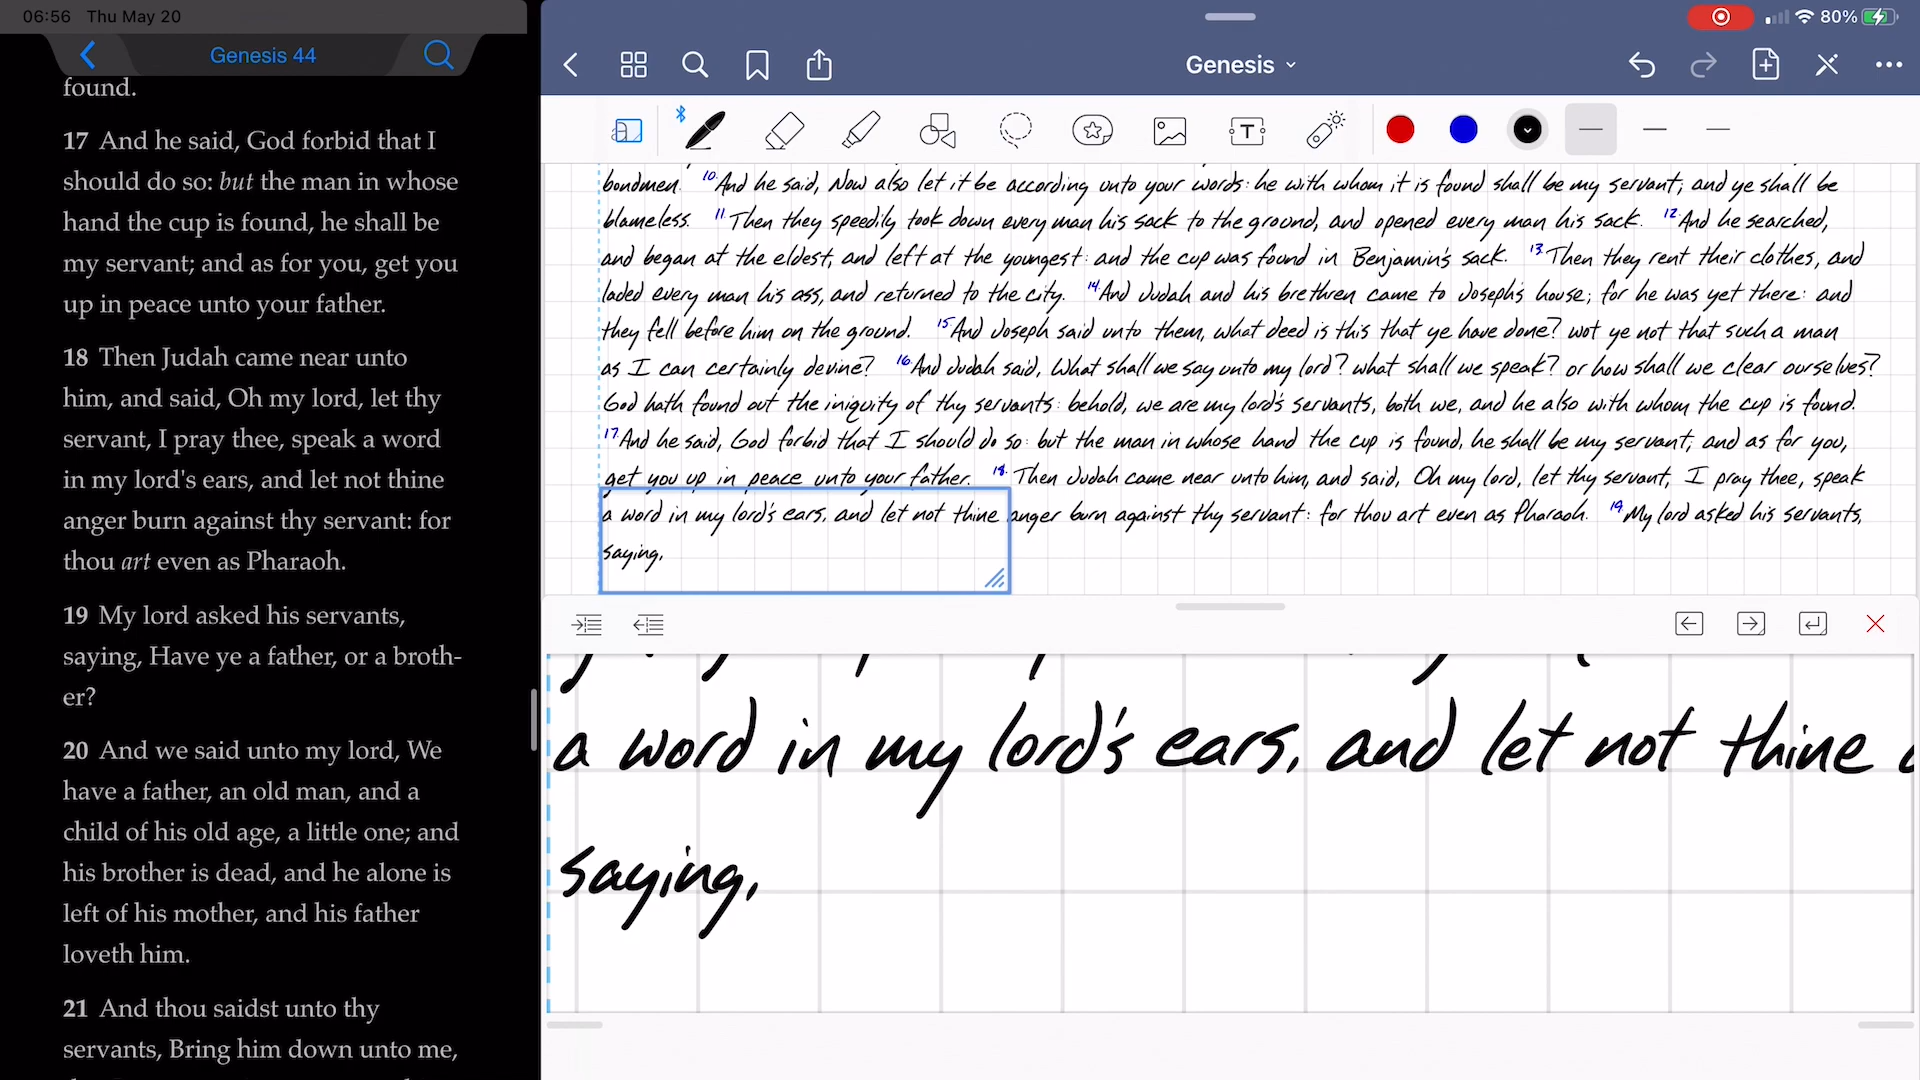 06:56 Thu May 20
Genesis 44
found.
17 And he said, God forbid that I
should do so: but the man in whose
hand the cup is found, he shall be
my servant; and as for you, get you
up in peace unto your father.
18 Then Judah came near unto
him, and said, Oh my lord, let thy
servant, I pray thee, speak a word
in my lord's ears, and let not thine
anger burn against thy servant: for
thou art even as Pharaoh.
19 My lord asked his servants,
saying, Have ye a father, or a broth-
er?
20 And we said unto my lord, We
have a father, an old man, and a
child of his old age, a little one; and
his brother is dead, and he alone is
left of his mother, and his father
loveth him.
21 And thou saidst unto thy
servants, Bring him down unto me,
80%
Genesis
bondmen. 10. And he said, Now also let it be according unto your words: he with whom it is found shall be my servant; and ye shall be
blameless. 11. Then they speedily took down every man his sack to the ground, and opened every man his sack. 12. And he searched,
and began at the eldest, and left at the youngest: and the cup was found in Benjamin's sack. 13. Then they rent their clothes, and
laded every man his ass, and returned to the city. 14. And Judah and his brethren came to Joseph's house; for he was yet there: and
they fell before him on the ground. 15. And Joseph said unto them, what deed is this that ye have done? wot ye not that such a man
as I can certainly devine? 16. And Judah said, What shall we say unto my lord? what shall we speak? or how shall we clear ourselves?
God hath found out the iniquity of thy servants: behold, we are my lord's servants, both we, and he also with whom the cup is found.
17. And he said, God forbid that I should do so: but the man in whose hand the cup is found, he shall be my servant; and as for you,
get you up in peace unto your father. 18. Then Judah came near unto him, and said, Oh my lord, let thy servant, I pray thee, speak
a word in my lord's ears, and let not thine anger burn against thy servant: for thou art even as Pharaoh. 19. My lord asked his servants,
saying,
a word in my lord's ears, and let not thine
saying,